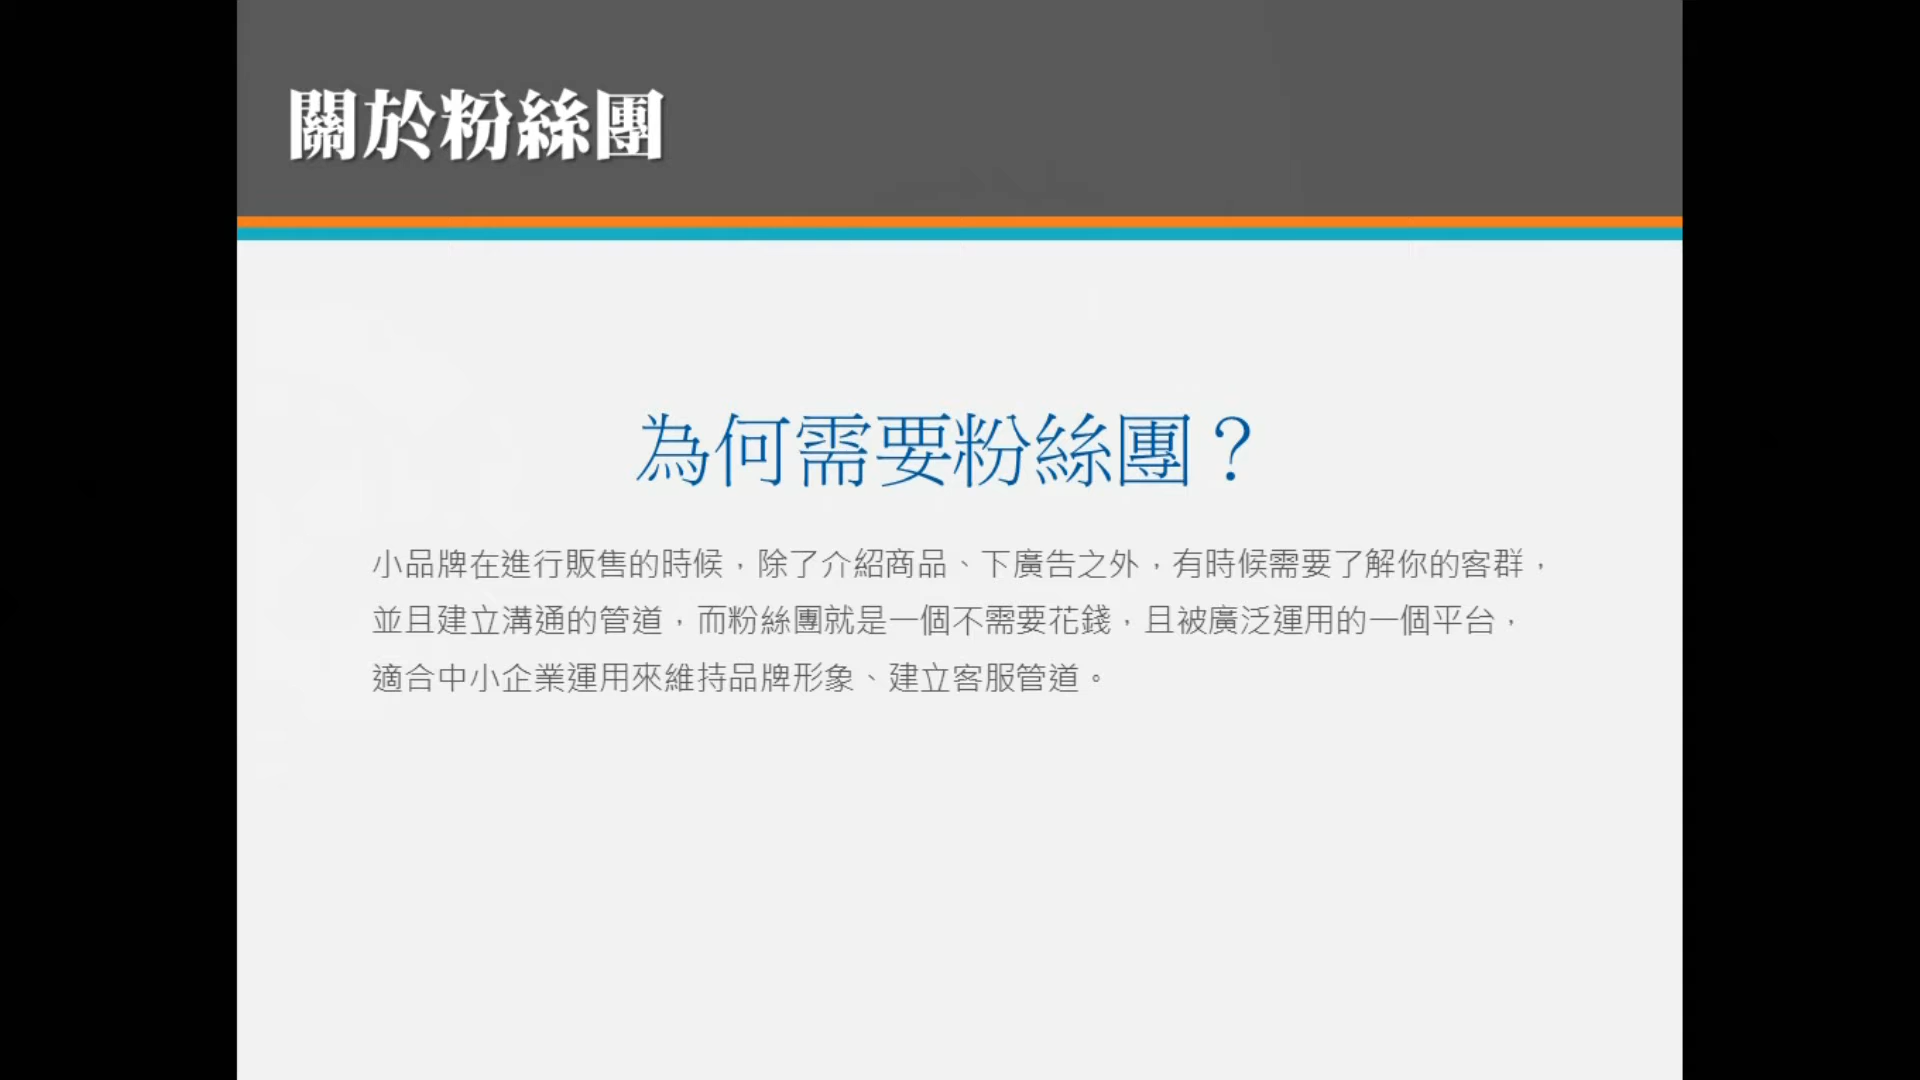 關於粉絲團
為何需要粉絲團？
小品牌在進行販售的時候，除了介紹商品、下廣告之外，有時候需要了解你的客群，
並且建立溝通的管道，而粉絲團就是一個不需要花錢，且被廣泛運用的一個平台，
適合中小企業運用來維持品牌形象、建立客服管道。